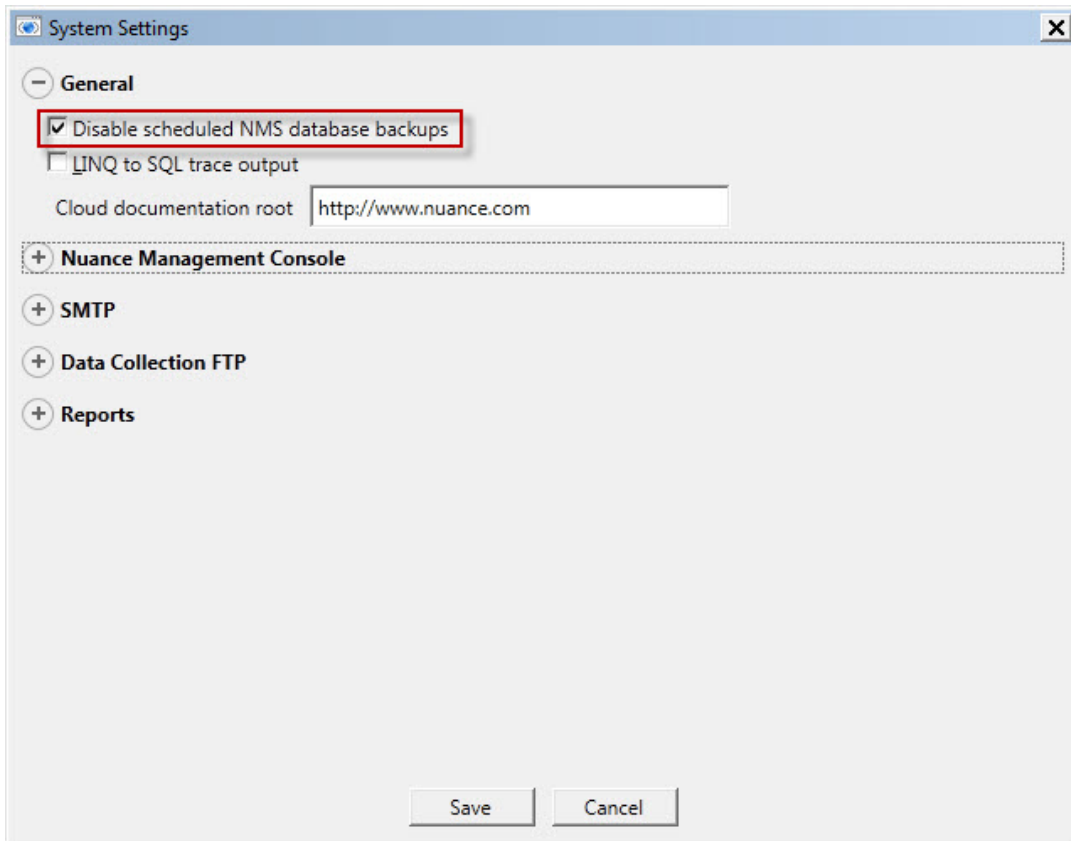 System Settings
General
Disable scheduled NMS database backups
LINQ to SQL trace output
Cloud documentation root http://www.nuance.com
Nuance Management Console
SMTP
Data Collection FTP
Reports
Save Cancel